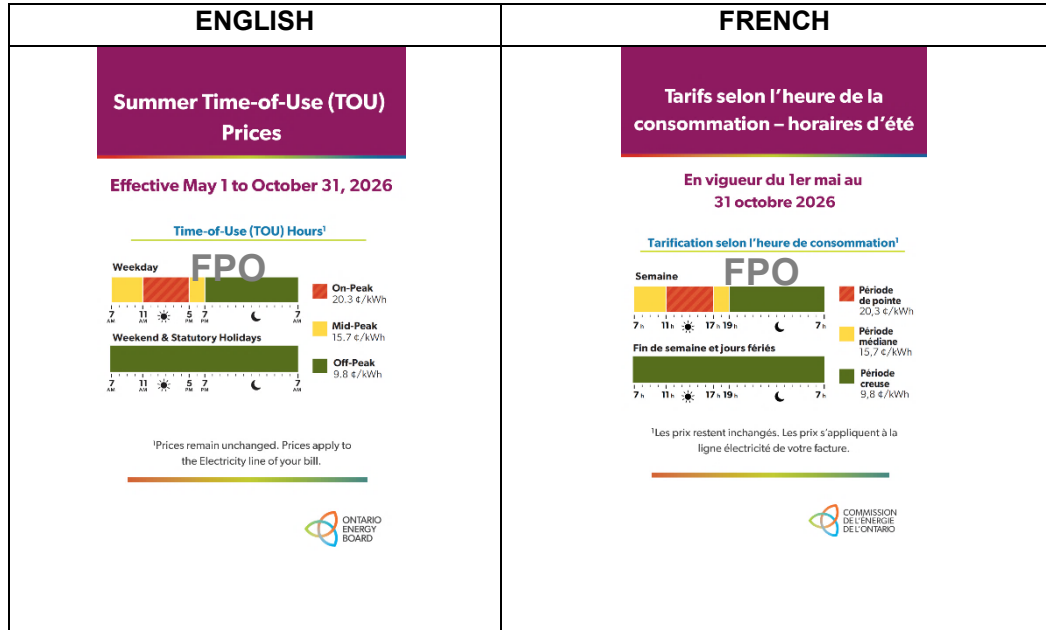 ENGLISH
Summer Time-of-Use (TOU)
Prices
Effective May 1 to October 31, 2026
Time-of-Use (TOU) Hours¹
FPO
Weekday
7 AM 11 AM 5 PM 7 PM 7 AM
On-Peak
20.3 ¢/kWh
Mid-Peak
15.7 ¢/kWh
Off-Peak
9.8 ¢/kWh
Weekend & Statutory Holidays
7 AM 11 AM 5 PM 7 PM 7 AM
¹Prices remain unchanged. Prices apply to
the Electricity line of your bill.
ONTARIO
ENERGY
BOARD
FRENCH
Tarifs selon l’heure de la
consommation – horaires d’été
En vigueur du 1er mai au
31 octobre 2026
Tarification selon l’heure de consommation¹
FPO
Semaine
7 h 11 h 17 h 19 h 7 h
Période
de pointe
20,3 ¢/kWh
Période
médiane
15,7 ¢/kWh
Période
creuse
9,8 ¢/kWh
Fin de semaine et jours fériés
7 h 11 h 17 h 19 h 7 h
¹Les prix restent inchangés. Les prix s’appliquent à la
ligne électricité de votre facture.
COMMISSION
DE L’ÉNERGIE
DE L’ONTARIO